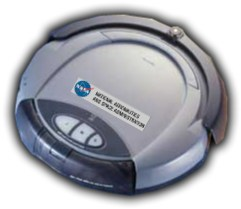 NASA
NATIONAL AERONAUTICS
AND SPACE ADMINISTRATION